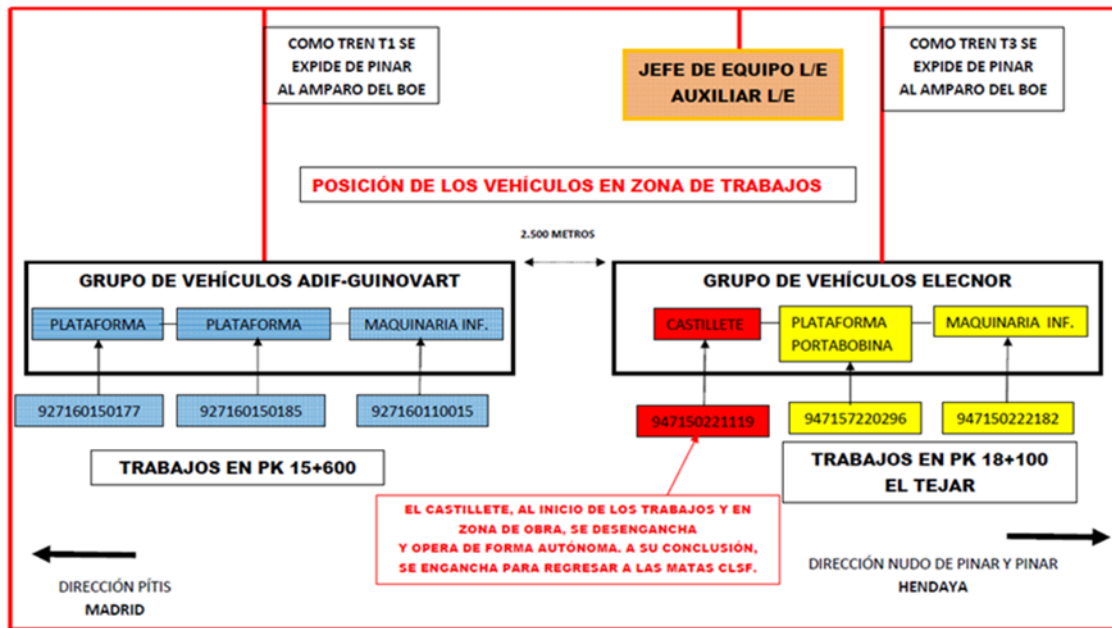 COMO TREN T1 SE
EXPIDE DE PINAR
AL AMPARO DEL BOE
JEFE DE EQUIPO L/E
AUXILIAR L/E
COMO TREN T3 SE
EXPIDE DE PINAR
AL AMPARO DEL BOE
POSICIÓN DE LOS VEHÍCULOS EN ZONA DE TRABAJOS
2.500 METROS
GRUPO DE VEHÍCULOS ADIF-GUINOVART
PLATAFORMA
PLATAFORMA
MAQUINARIA INF.
927160150177
927160150185
927160110015
TRABAJOS EN PK 15+600
GRUPO DE VEHÍCULOS ELECNOR
CASTILLETE
PLATAFORMA
PORTABOBINA
MAQUINARIA INF.
947150221119
947157220296
947150222182
TRABAJOS EN PK 18+100
EL TEJAR
EL CASTILLETE, AL INICIO DE LOS TRABAJOS Y EN
ZONA DE OBRA, SE DESENGANCHA
Y OPERA DE FORMA AUTÓNOMA. A SU CONCLUSIÓN,
SE ENGANCHA PARA REGRESAR A LAS MATAS CLSF.
DIRECCIÓN PÍTIS
MADRID
DIRECCIÓN NUDO DE PINAR Y PINAR
HENDAYA